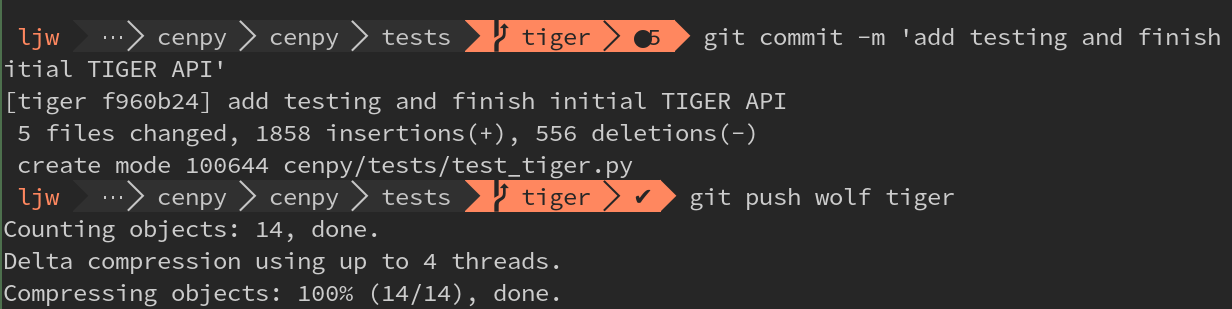 ljw ⋯ cenpy cenpy tests tiger ●5 git commit -m 'add testing and finish
itial TIGER API'
[tiger f960b24] add testing and finish initial TIGER API
5 files changed, 1858 insertions(+), 556 deletions(-)
create mode 100644 cenpy/tests/test_tiger.py
ljw ⋯ cenpy cenpy tests tiger ✔ git push wolf tiger
Counting objects: 14, done.
Delta compression using up to 4 threads.
Compressing objects: 100% (14/14), done.